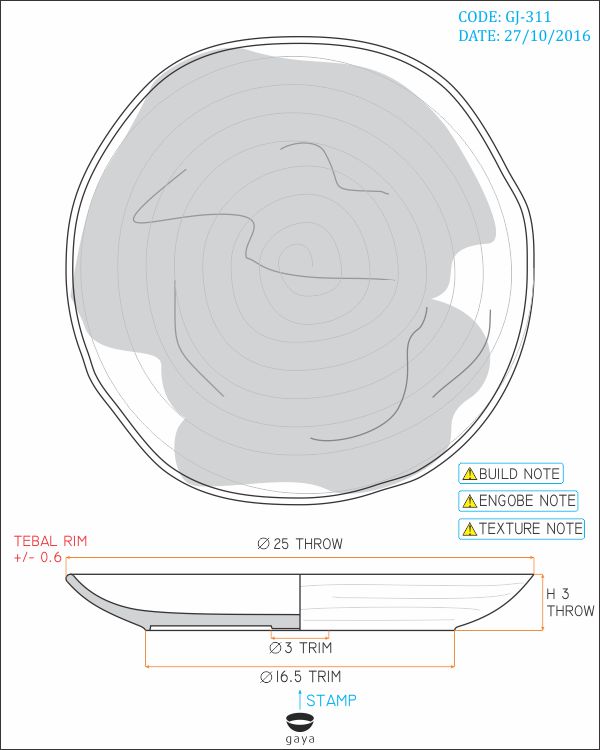 CODE: GJ-311
DATE: 27/10/2016
BUILD NOTE
ENGOBE NOTE
TEXTURE NOTE
TEBAL RIM
+/- 0.6
Ø 25 THROW
H 3
THROW
Ø 3 TRIM
Ø16.5 TRIM
STAMP
gaya